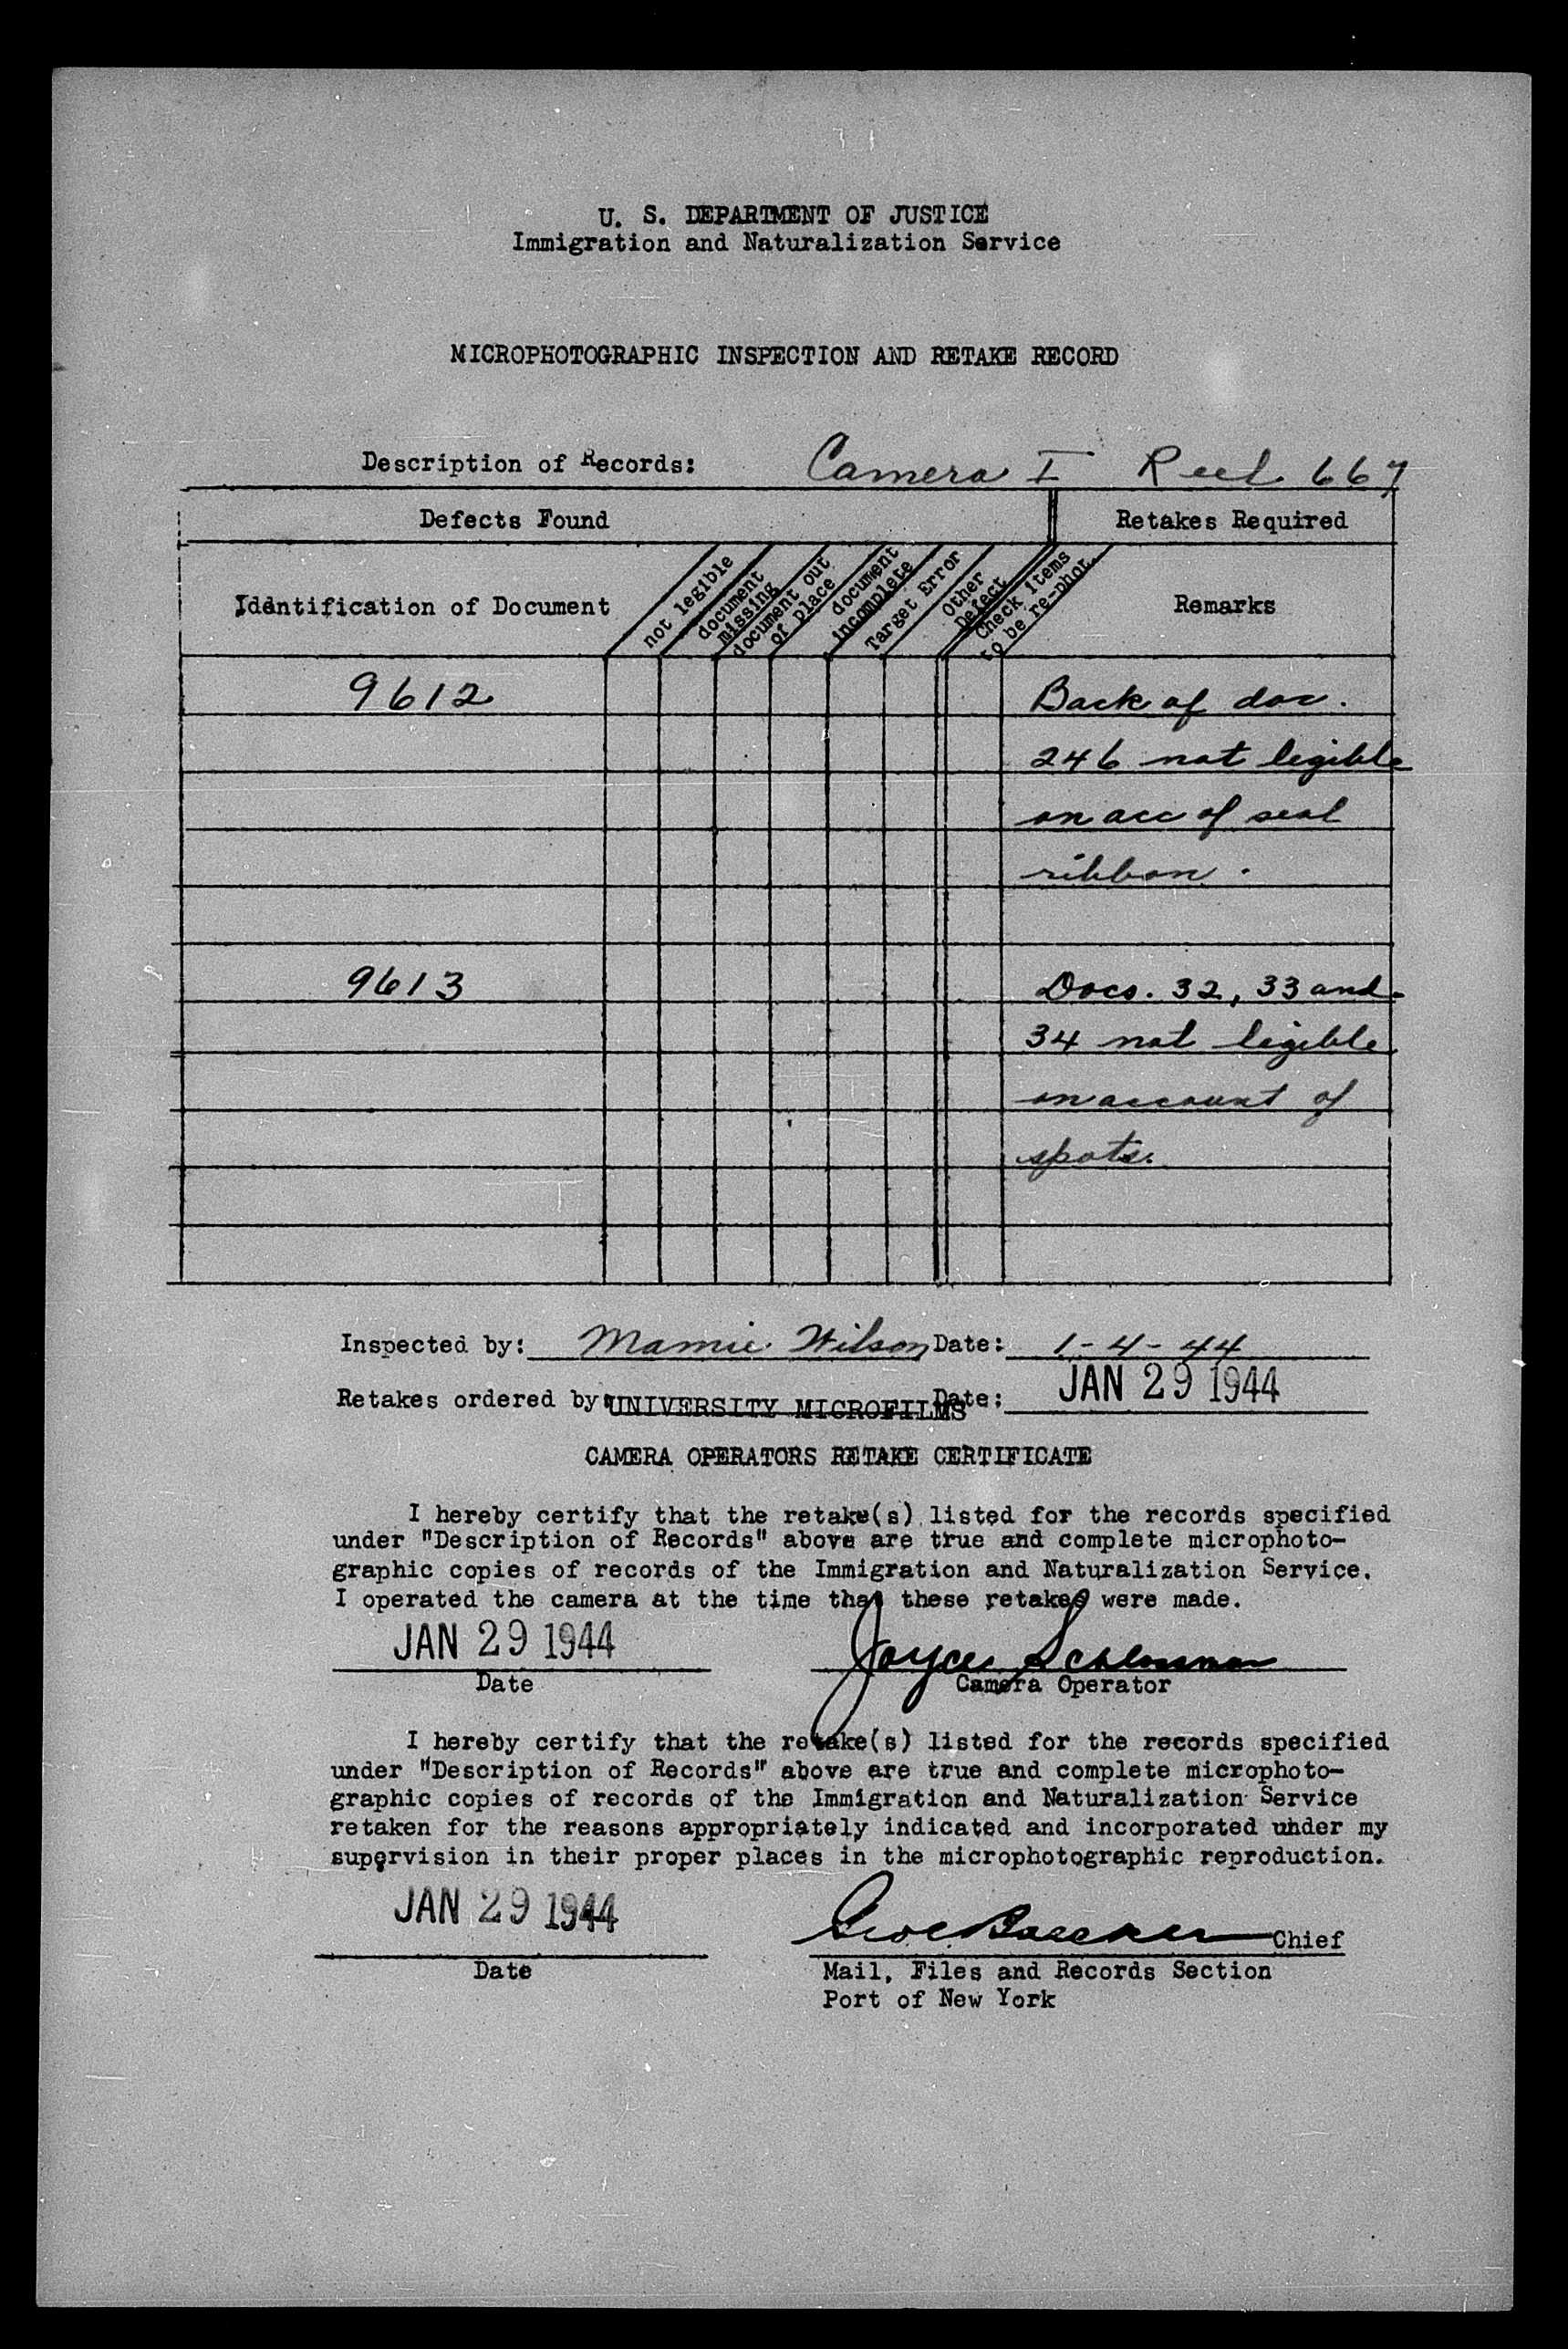 U. S. DEPARTMENT OF JUSTICE
Immigration and Naturalization Service
MICROPHOTOGRAPHIC INSPECTION AND RETAKE RECORD
Description of Records: Camera I Reel 667
Defects Found Retakes Required
Identification of Document
not legible
document missing
document out of place
document incomplete
Target Error
Other Defect
Check items to be re-phot.
Remarks
9612 Back of doc.
246 not legible
on acc of seal
ribbon.
9613 Docs. 32, 33 and
34 not legible
on account of
spots.
Inspected by: Mamie Wilson Date: 1-4-44
Retakes ordered by: UNIVERSITY MICROFILMS Date: JAN 29 1944
CAMERA OPERATORS RETAKE CERTIFICATE
I hereby certify that the retake(s) listed for the records specified
under "Description of Records" above are true and complete microphoto-
graphic copies of records of the Immigration and Naturalization Service.
I operated the camera at the time that these retakes were made.
JAN 29 1944 Joyce Schlossman
Date Camera Operator
I hereby certify that the retake(s) listed for the records specified
under "Description of Records" above are true and complete microphoto-
graphic copies of records of the Immigration and Naturalization Service
retaken for the reasons appropriately indicated and incorporated under my
supervision in their proper places in the microphotographic reproduction.
JAN 29 1944 Chief
Date Mail, Files and Records Section
Port of New York